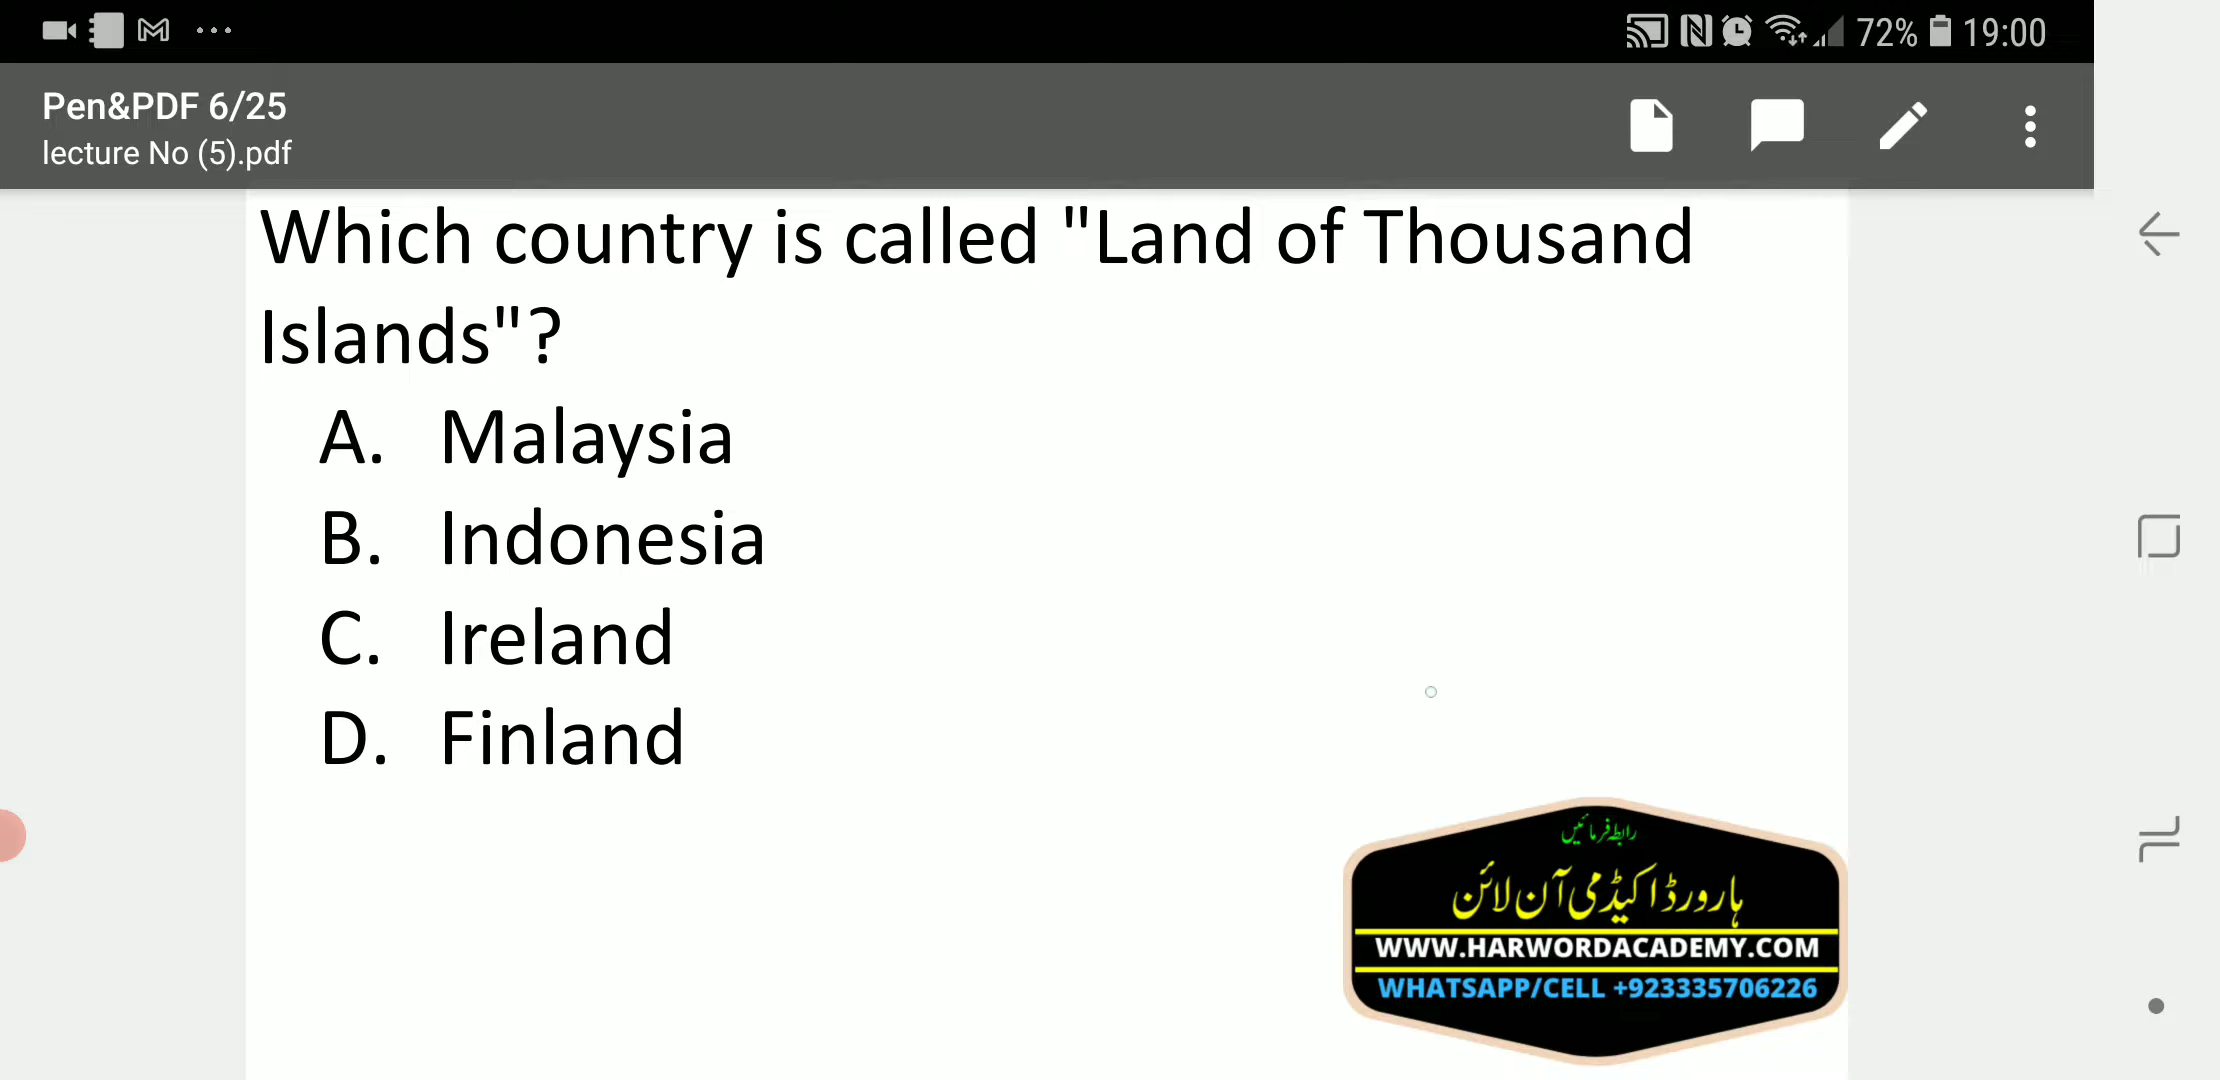 72% 19:00
Pen&PDF 6/25
lecture No (5).pdf
Which country is called "Land of Thousand
Islands"?
A. Malaysia
B. Indonesia
C. Ireland
D. Finland
رابطہ فرمائیں
ہارورڈ اکیڈمی آن لائن
WWW.HARWORDACADEMY.COM
WHATSAPP/CELL +923335706226